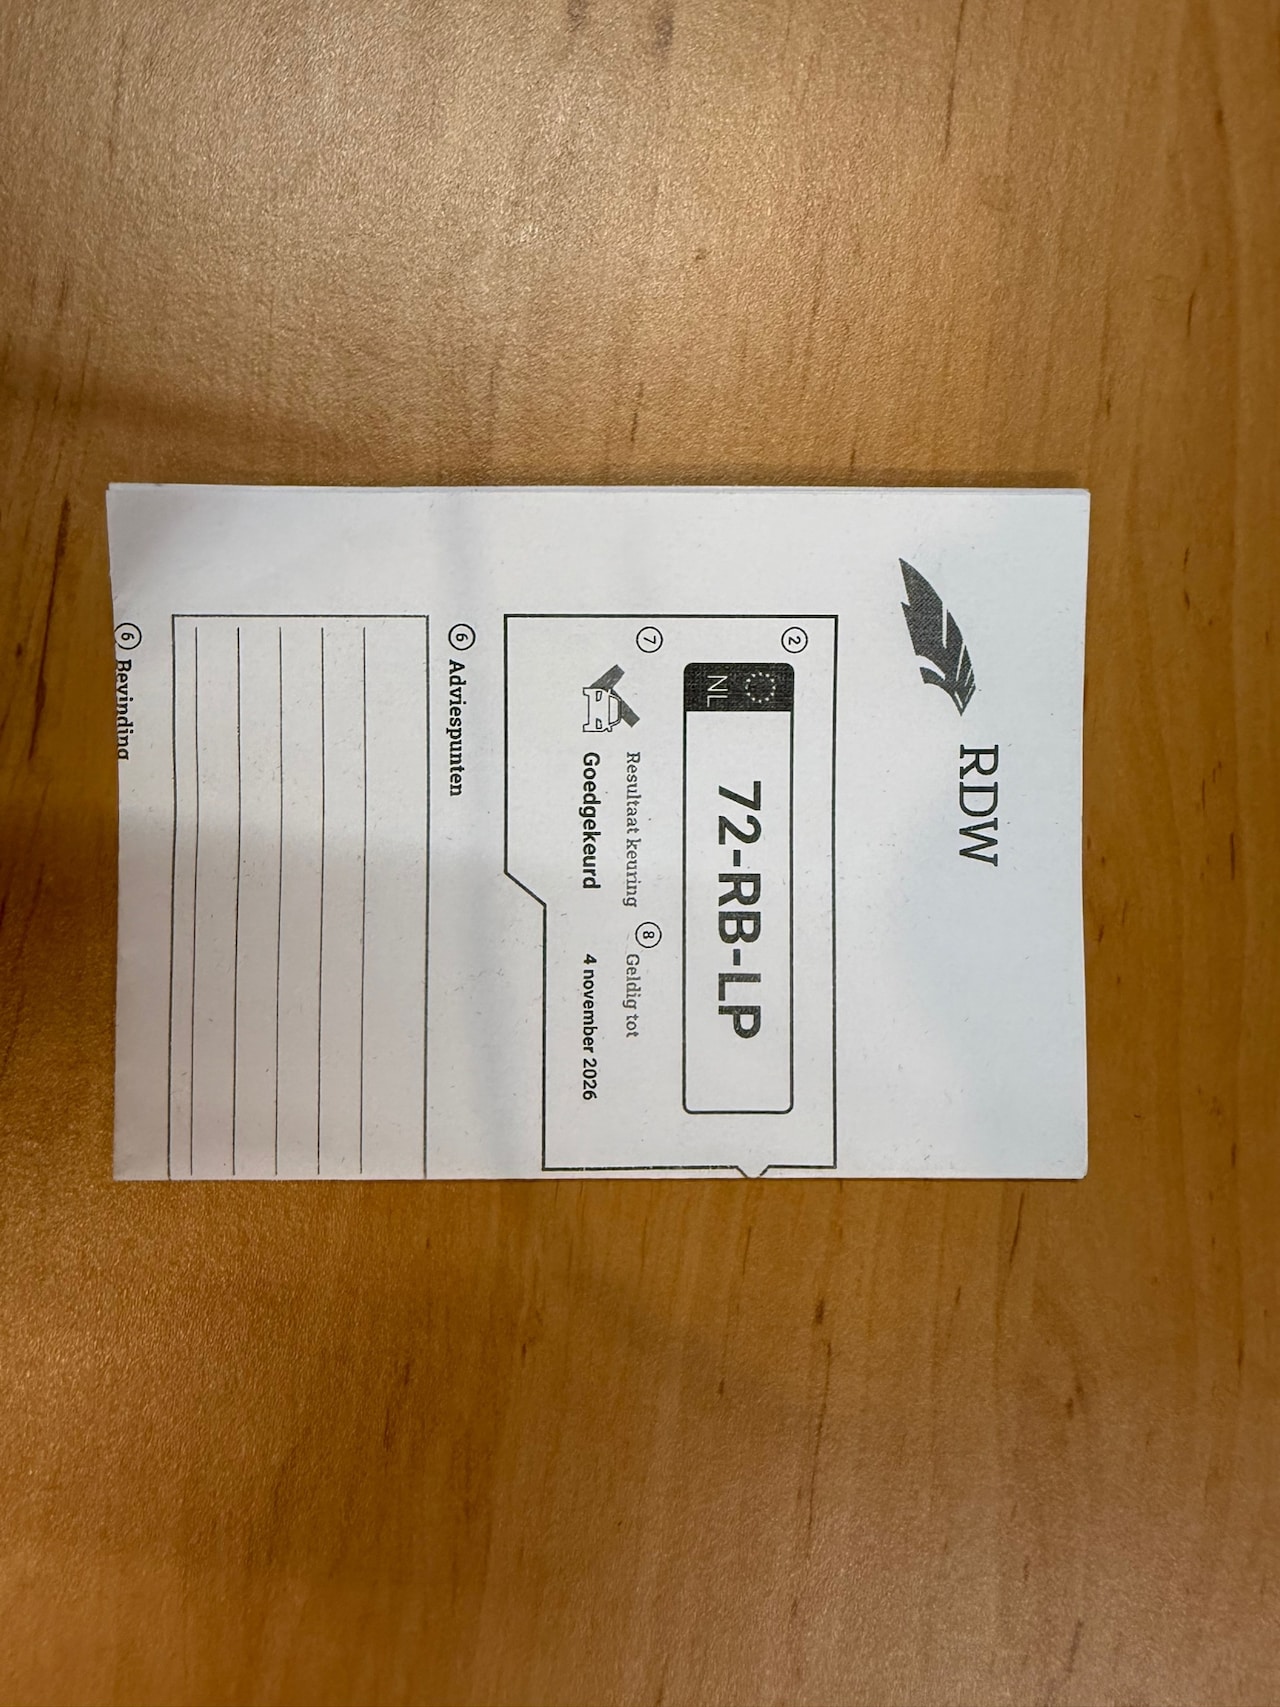 RDW
2
NL 72-RB-LP
7 Resultaat keuring 8 Geldig tot
Goedgekeurd 4 november 2026
6 Adviespunten
6 Bevinding